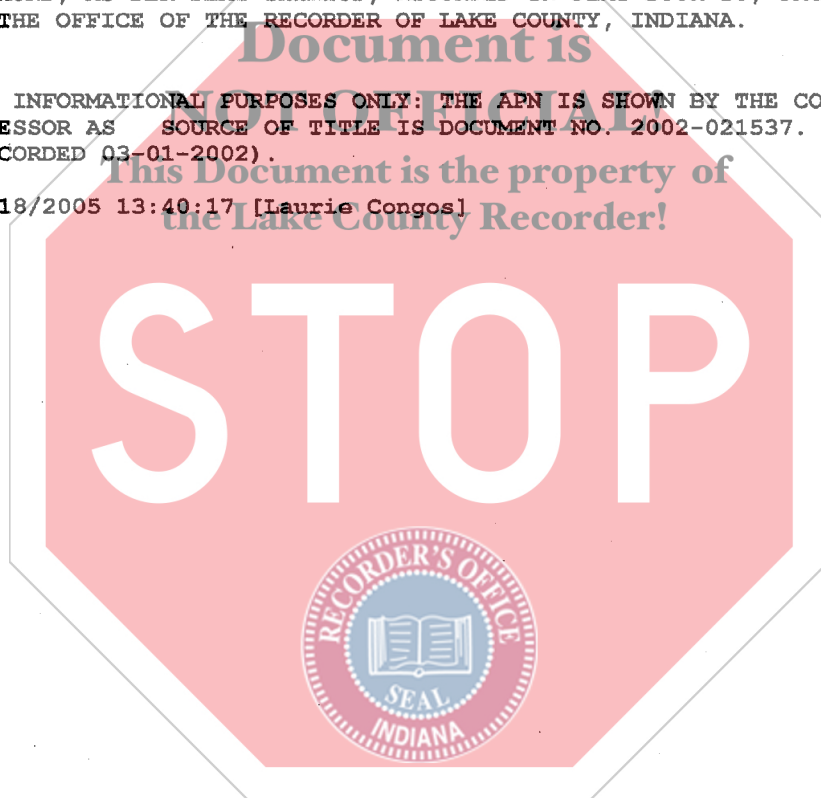 THE OFFICE OF THE RECORDER OF LAKE COUNTY, INDIANA.
Document is
INFORMATIONAL PURPOSES ONLY: THE APN IS SHOWN BY THE CO
NOT OFFICIAL!
ESSOR AS SOURCE OF TITLE IS DOCUMENT NO. 2002-021537.
CORDED 03-01-2002).
This Document is the property of
18/2005 13:40:17 [Laurie Congos]
the Lake County Recorder!
STOP
RECORDER'S OFFICE
SEAL
INDIANA